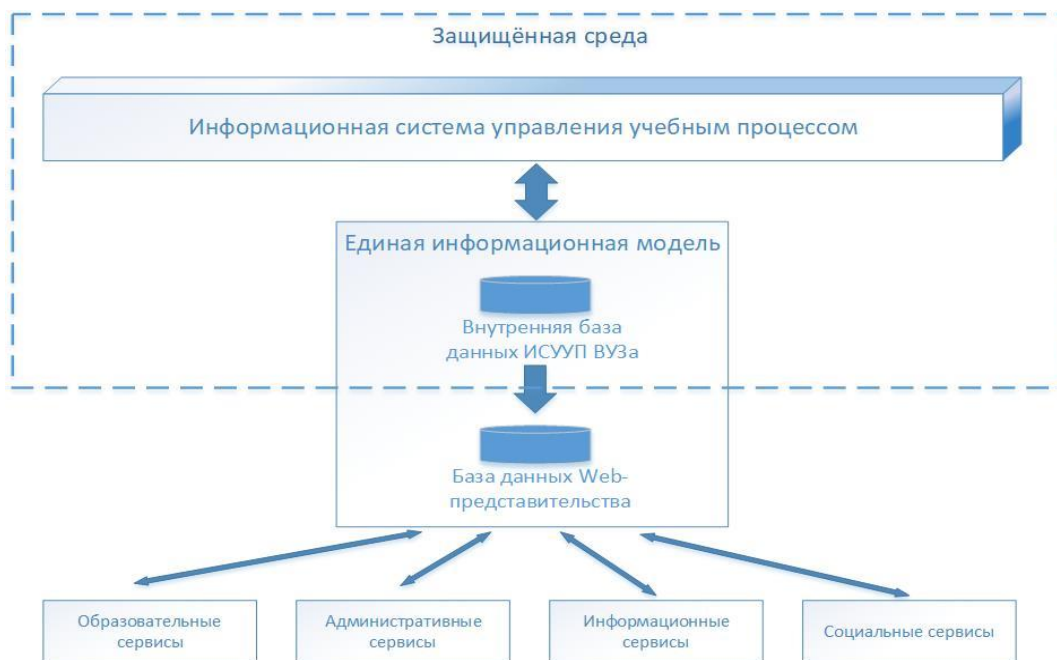 Защищённая среда
Информационная система управления учебным процессом
Единая информационная модель
Внутренняя база
данных ИСУУП ВУЗа
База данных Web-
представительства
Образовательные
сервисы
Административные
сервисы
Информационные
сервисы
Социальные сервисы